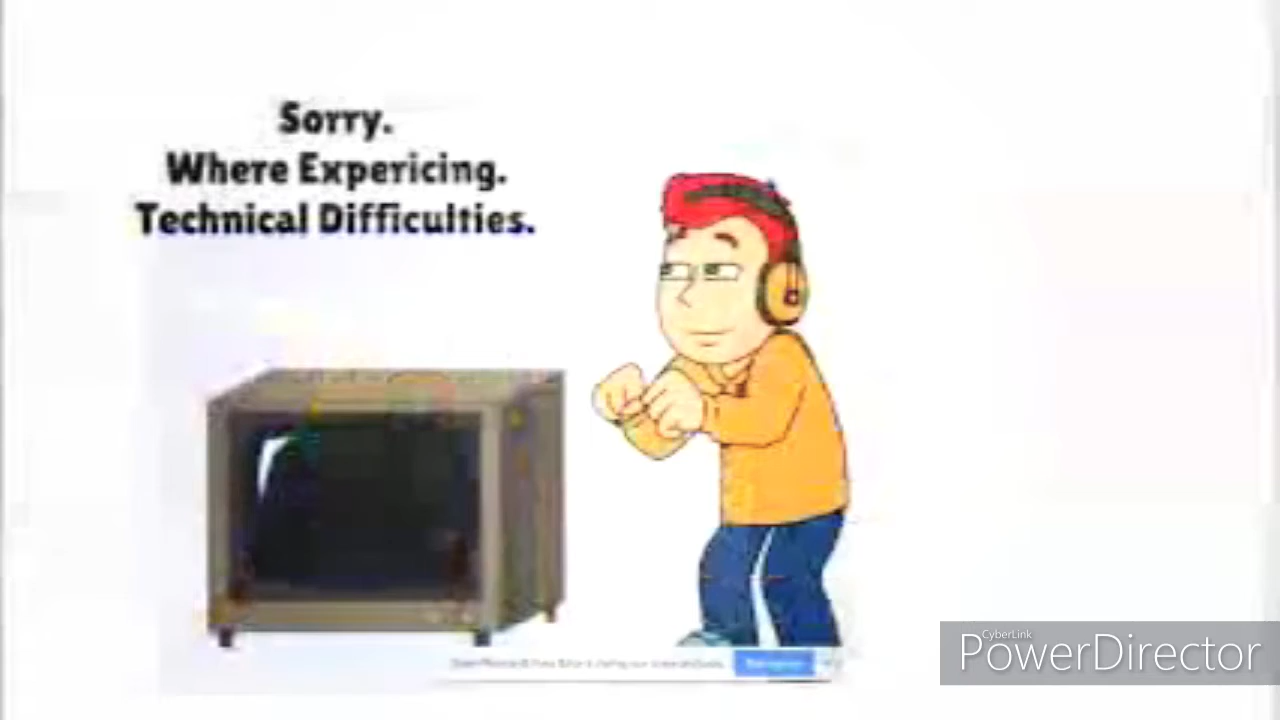 Sorry.
Where Expericing.
Technical Difficulties.
CyberLink
PowerDirector